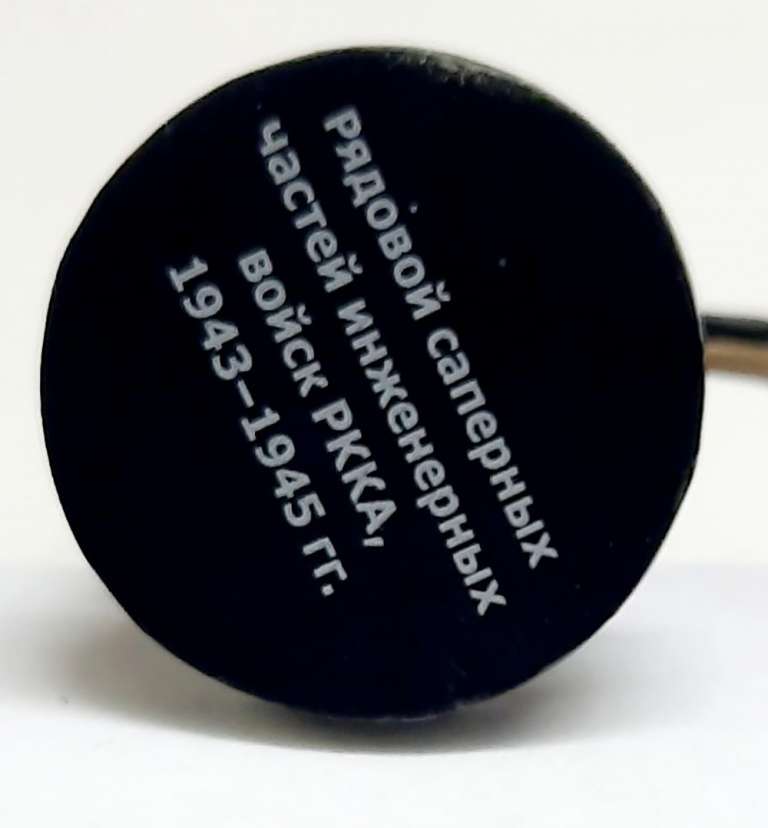 рядовой саперных
частей инженерных
войск РККА,
1943–1945 гг.